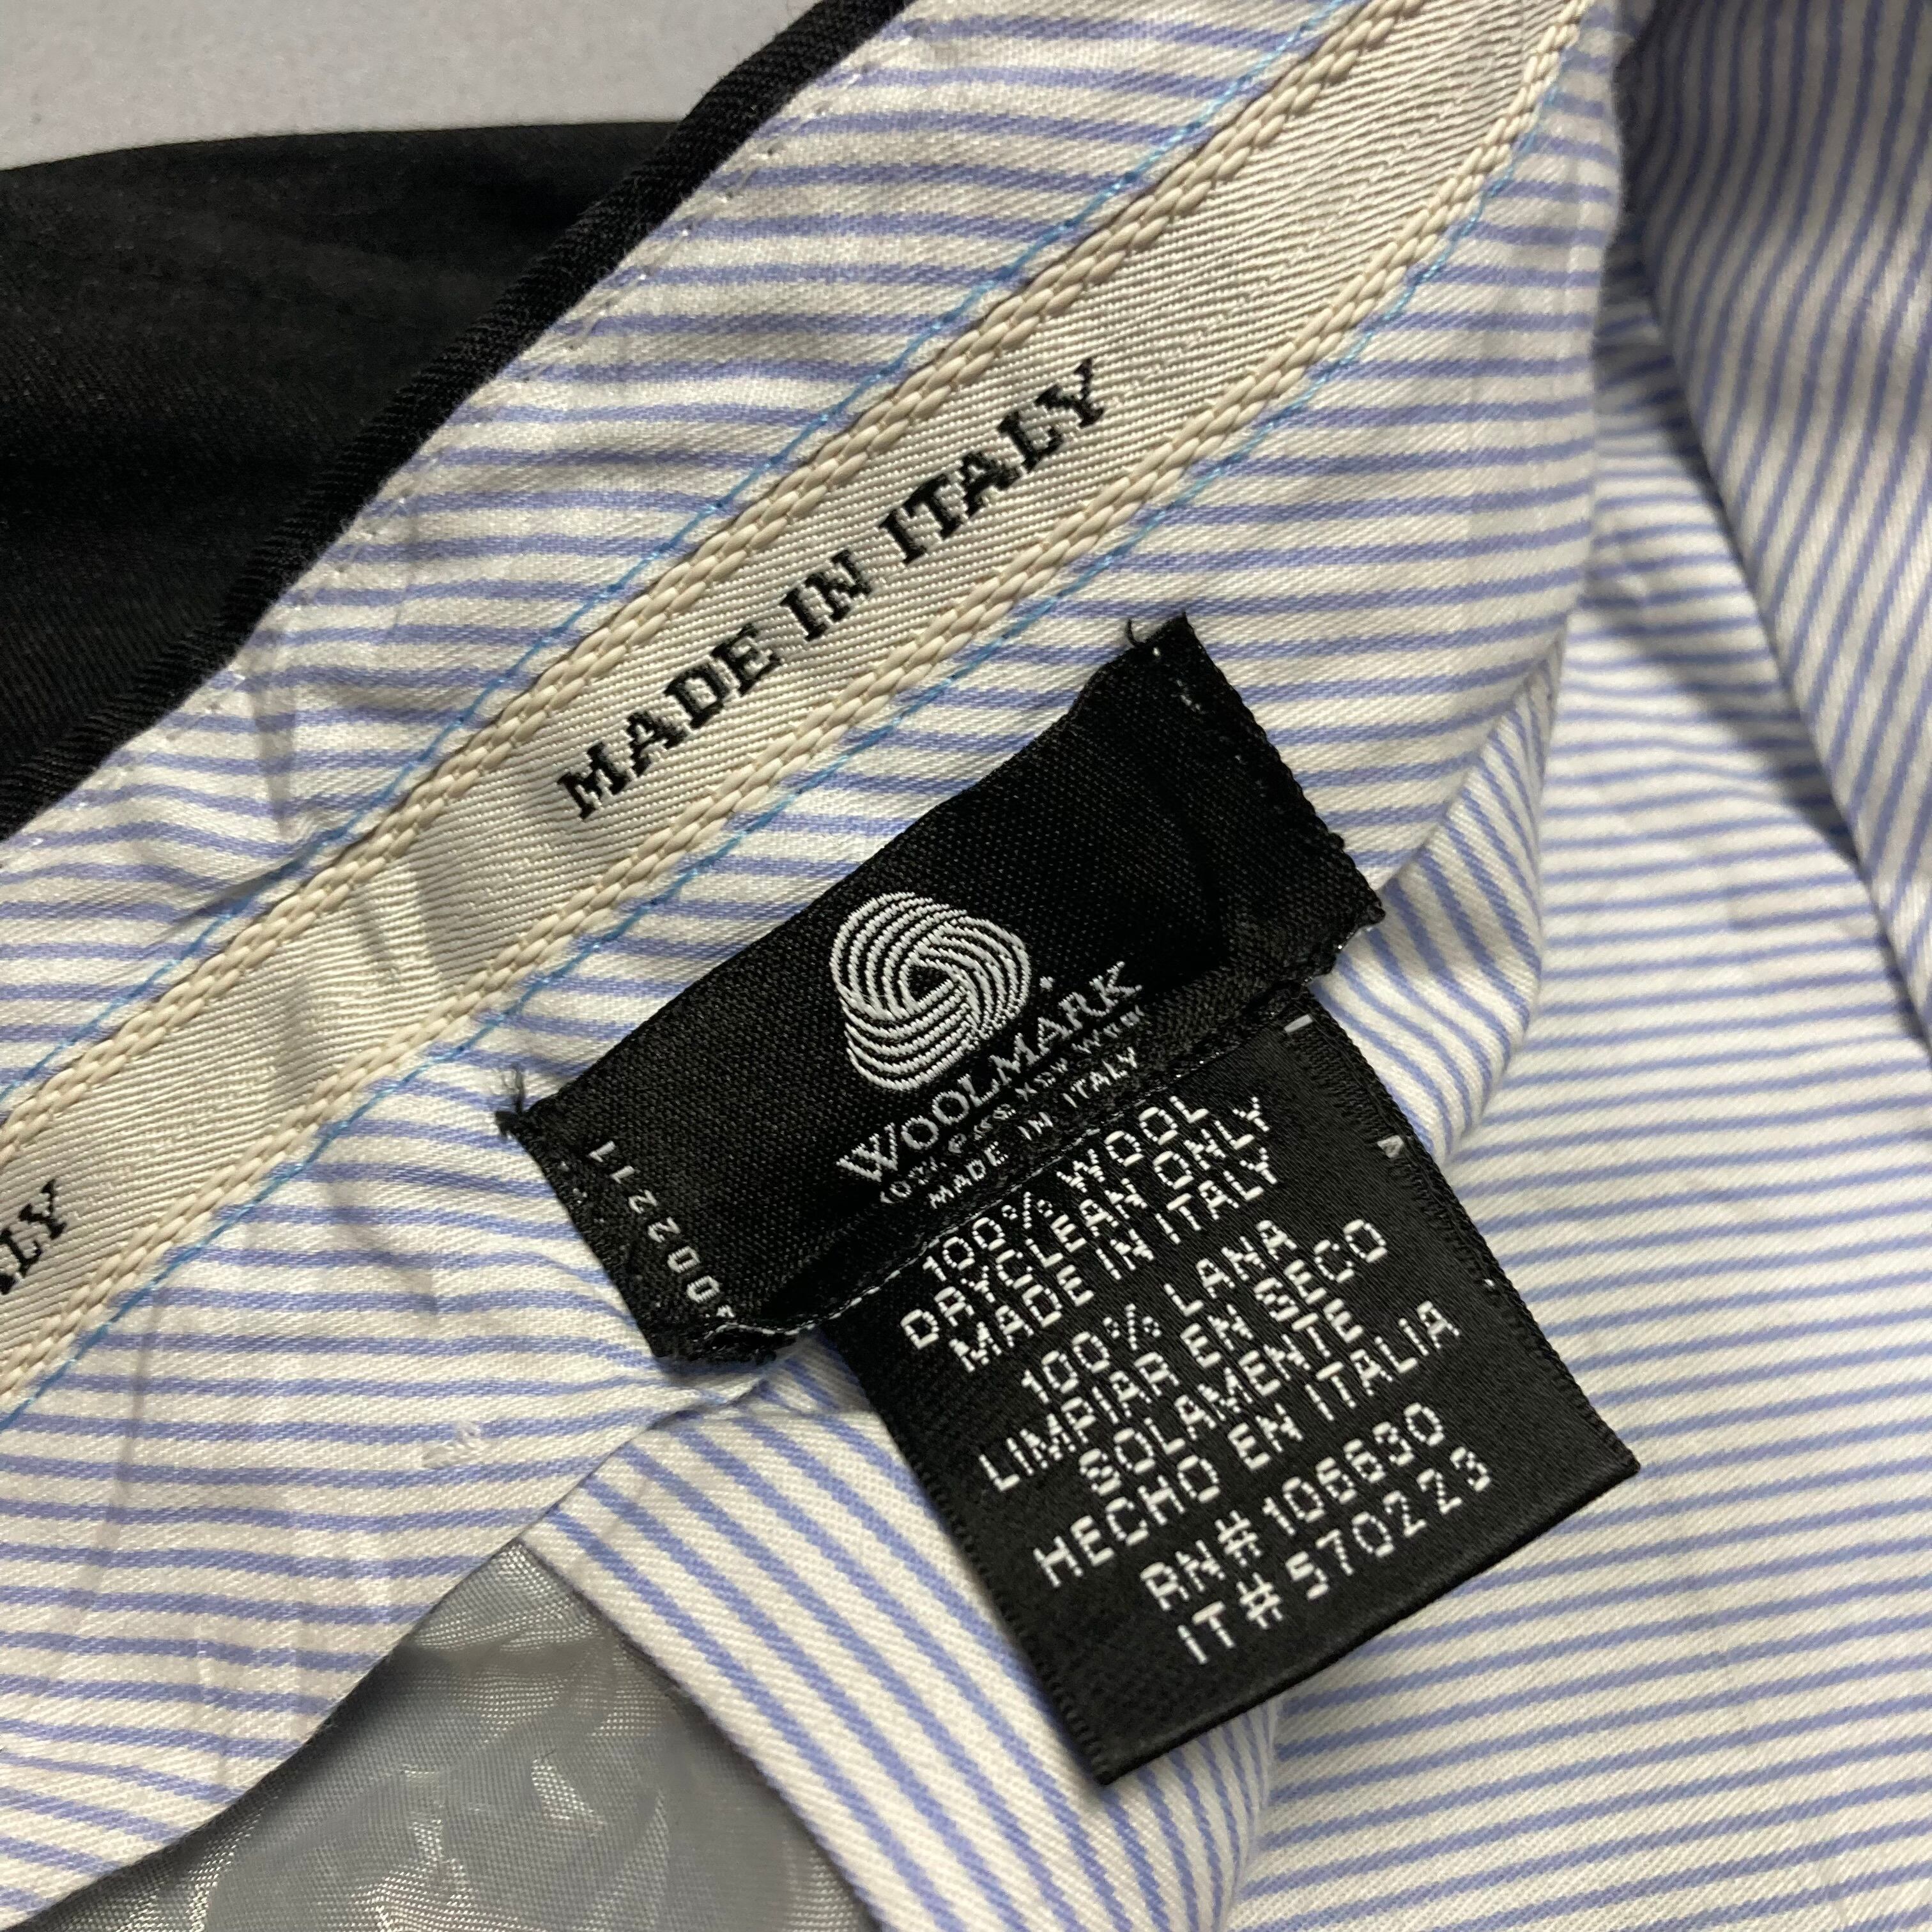 MADE IN ITALY
LY
WOOLMARK
MADE IN ITALY
002211
100% WOOL
DRYCLEAN ONLY
MADE IN ITALY
100% LANA
LIMPIAR EN SECO
SOLAMENTE
HECHO EN ITALIA
RN# 106630
IT# 570223